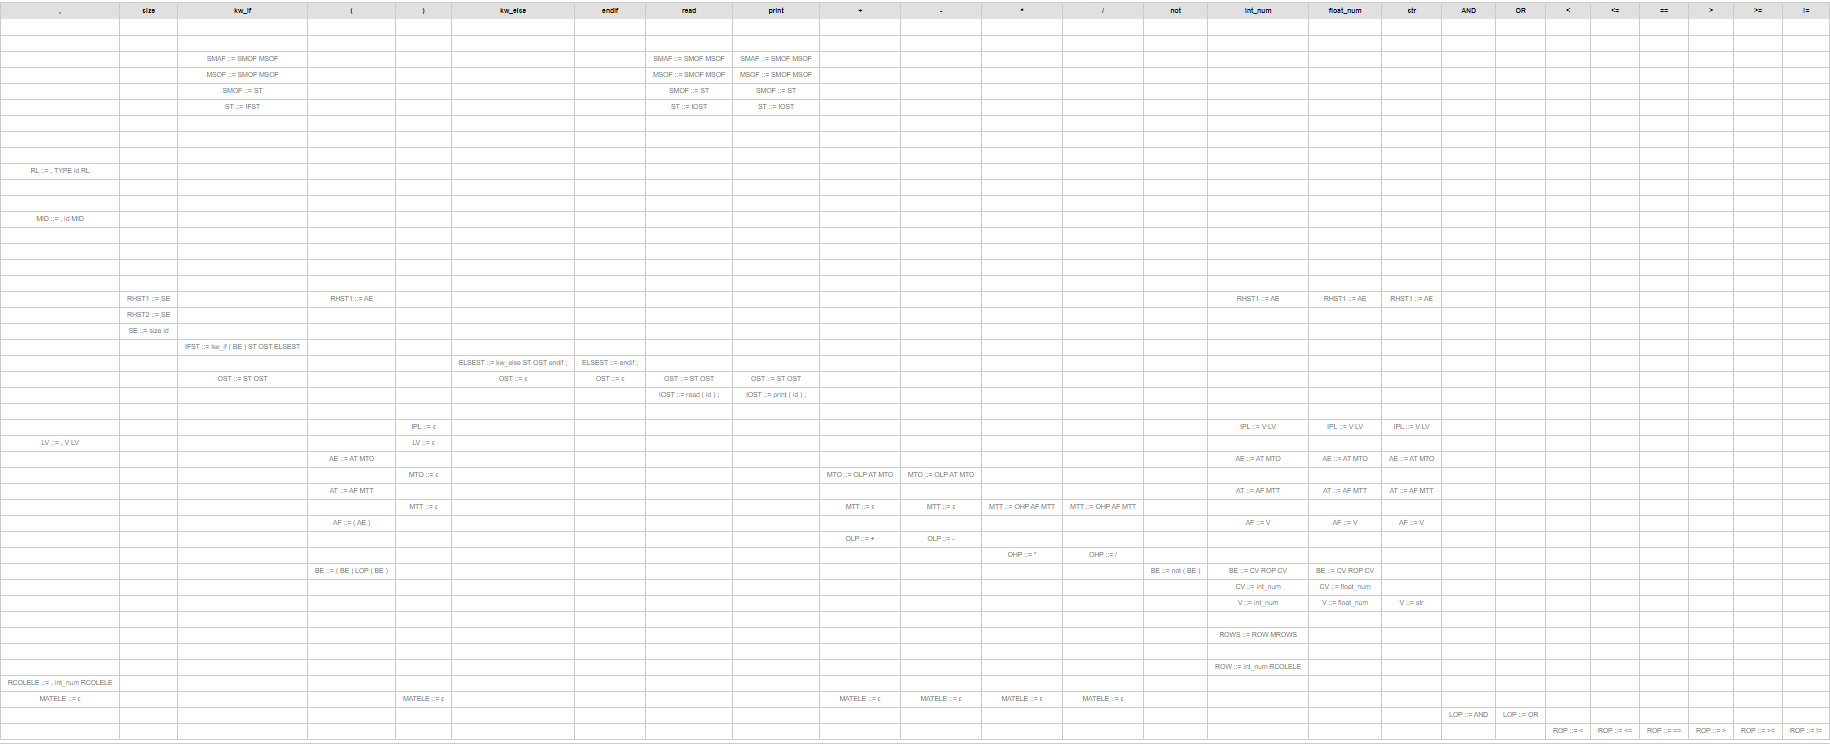 , size kw_if ( ) kw_else endif read print + - * / not int_num float_num str AND OR < <= == > >= !=
SMAF ::= SMOF MSOF SMAF ::= SMOF MSOF SMAF ::= SMOF MSOF
MSOF ::= SMOF MSOF MSOF ::= SMOF MSOF MSOF ::= SMOF MSOF
SMOF ::= ST SMOF ::= ST SMOF ::= ST
ST ::= IFST ST ::= IOST ST ::= IOST
RL ::= , TYPE id RL
MID ::= , id MID
RHST1 ::= SE RHST1 ::= AE RHST1 ::= AE RHST1 ::= AE RHST1 ::= AE
RHST2 ::= SE
SE ::= size id
IFST ::= kw_if ( BE ) ST OST ELSEST
ELSEST ::= kw_else ST OST endif ; ELSEST ::= endif ;
OST ::= ST OST OST ::= ε OST ::= ε OST ::= ST OST OST ::= ST OST
IOST ::= read ( id ) ; IOST ::= print ( id ) ;
IPL ::= ε IPL ::= V LV IPL ::= V LV IPL ::= V LV
LV ::= , V LV LV ::= ε
AE ::= AT MTO AE ::= AT MTO AE ::= AT MTO AE ::= AT MTO
MTO ::= ε MTO ::= OLP AT MTO MTO ::= OLP AT MTO
AT ::= AF MTT AT ::= AF MTT AT ::= AF MTT AT ::= AF MTT
MTT ::= ε MTT ::= ε MTT ::= ε MTT ::= OHP AF MTT MTT ::= OHP AF MTT
AF ::= ( AE ) AF ::= V AF ::= V AF ::= V
OLP ::= + OLP ::= -
OHP ::= * OHP ::= /
BE ::= ( BE ) LOP ( BE ) BE ::= not ( BE ) BE ::= CV ROP CV BE ::= CV ROP CV
CV ::= int_num CV ::= float_num
V ::= int_num V ::= float_num V ::= str
ROWS ::= ROW MROWS
ROW ::= int_num RCOLELE
RCOLELE ::= , int_num RCOLELE
MATELE ::= ε MATELE ::= ε MATELE ::= ε MATELE ::= ε MATELE ::= ε MATELE ::= ε
LOP ::= AND LOP ::= OR
ROP ::= < ROP ::= <= ROP ::= == ROP ::= > ROP ::= >= ROP ::= !=